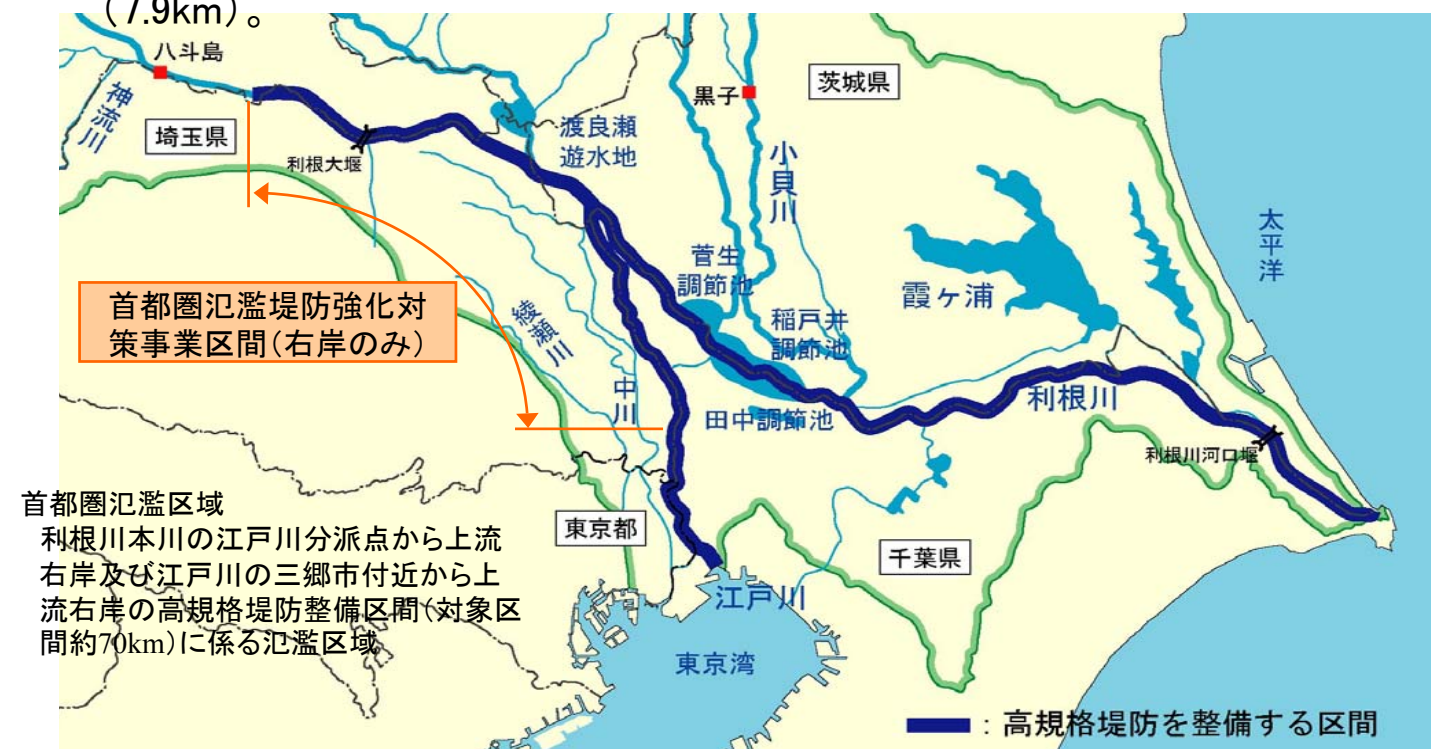 （7.9km）。
八斗島
神流川
埼玉県
利根大堰
渡良瀬
遊水地
黒子
小貝川
茨城県
太平洋
菅生
調節池
稲戸井
調節池
霞ヶ浦
首都圏氾濫堤防強化対
策事業区間（右岸のみ）
綾瀬川
中川
田中調節池
利根川
利根川河口堰
首都圏氾濫区域
利根川本川の江戸川分派点から上流
右岸及び江戸川の三郷市付近から上
流右岸の高規格堤防整備区間（対象区
間約70km）に係る氾濫区域
東京都
千葉県
江戸川
東京湾
：高規格堤防を整備する区間